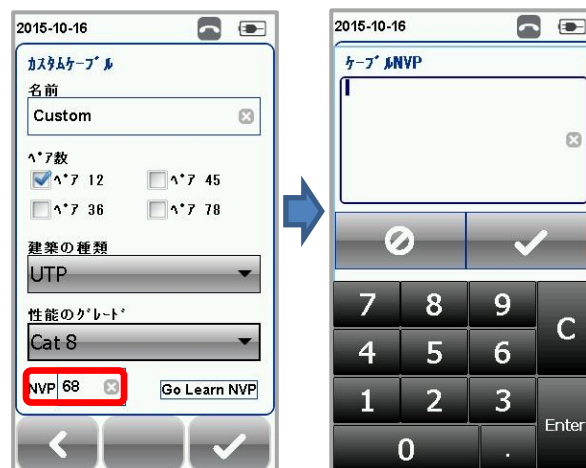 2015-10-16
カスタムケーブル
名前
Custom
ペア数
ペア 12
ペア 45
ペア 36
ペア 78
建築の種類
UTP
性能のグレード
Cat 8
NVP 68
Go Learn NVP
2015-10-16
ケーブルNVP
7 8 9 C
4 5 6
1 2 3 Enter
0 .